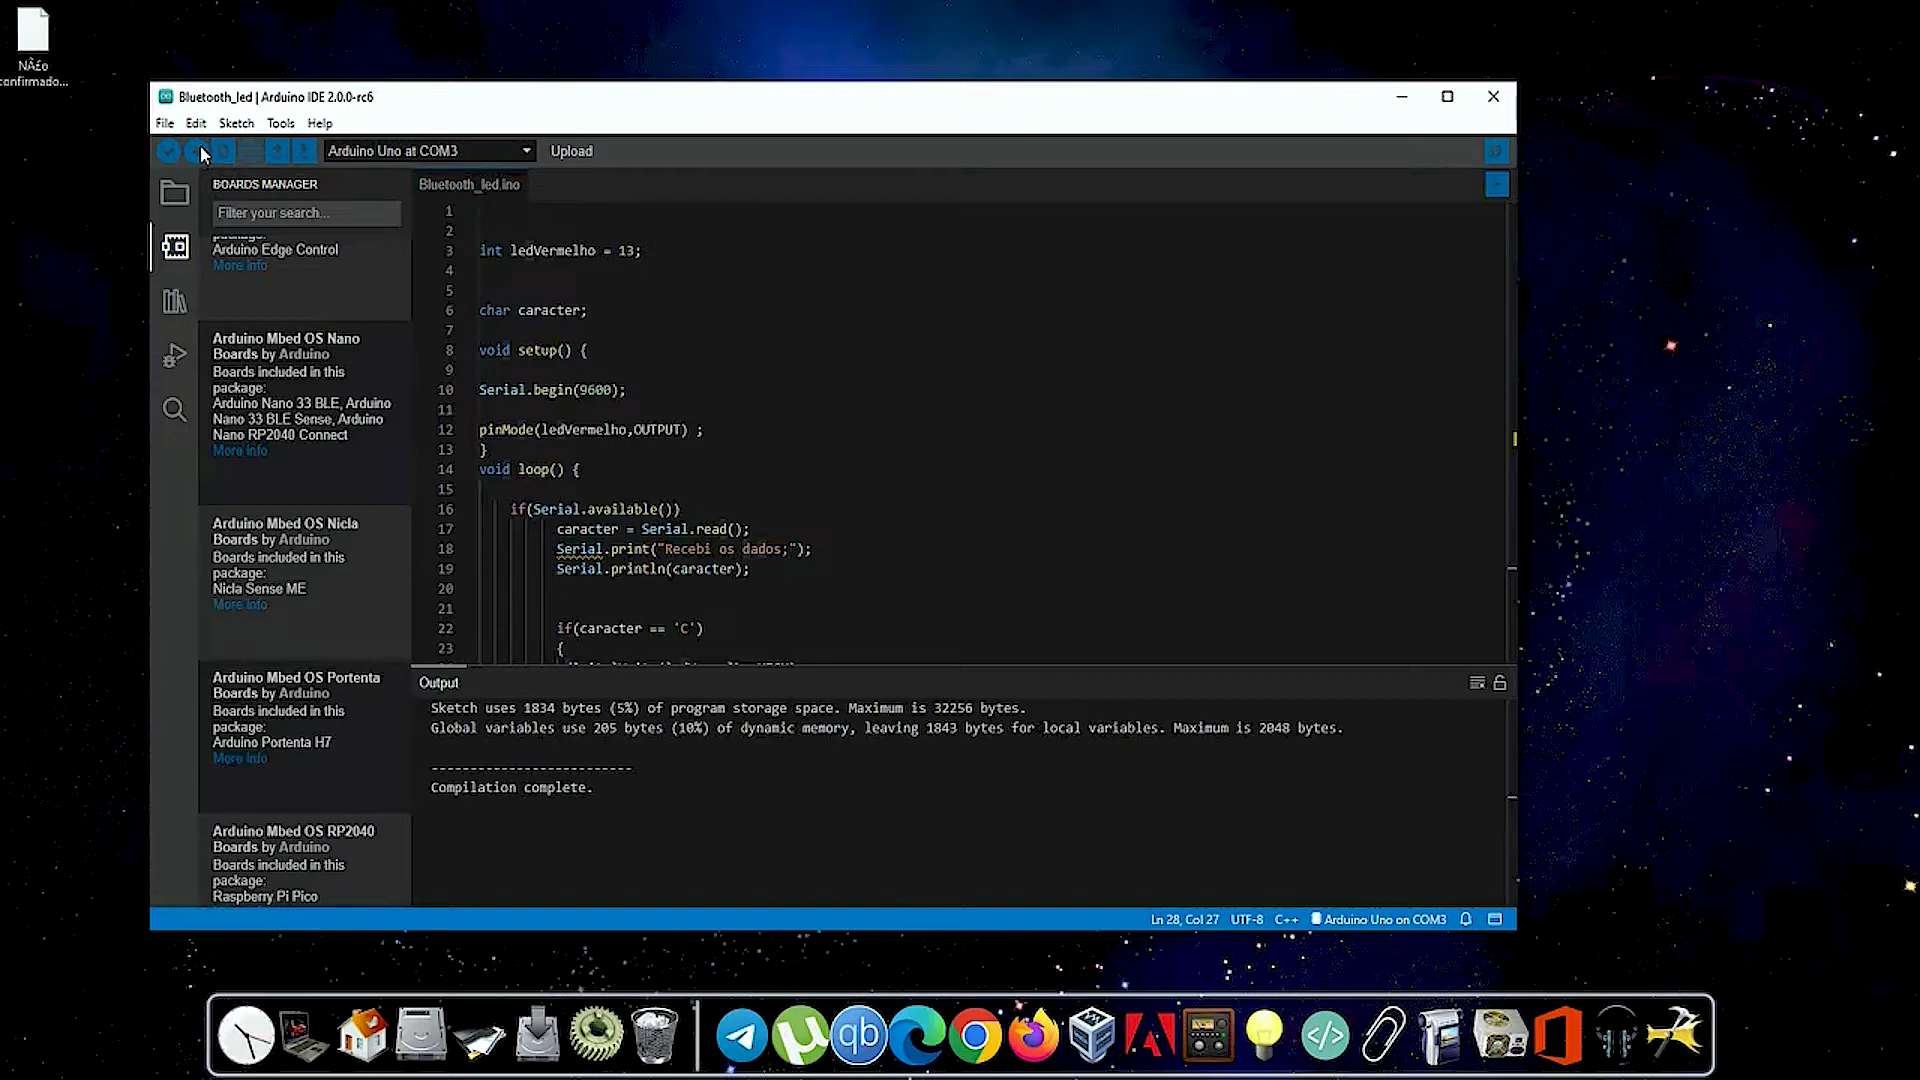 NÃ£o
confirmado...
Bluetooth_led | Arduino IDE 2.0.0-rc6
File Edit Sketch Tools Help
Arduino Uno at COM3
Upload
BOARDS MANAGER
Filter your search...
package:
Arduino Edge Control
More info
Arduino Mbed OS Nano
Boards by Arduino
Boards included in this
package:
Arduino Nano 33 BLE, Arduino
Nano 33 BLE Sense, Arduino
Nano RP2040 Connect
More info
Arduino Mbed OS Nicla
Boards by Arduino
Boards included in this
package:
Nicla Sense ME
More info
Arduino Mbed OS Portenta
Boards by Arduino
Boards included in this
package:
Arduino Portenta H7
More info
Arduino Mbed OS RP2040
Boards by Arduino
Boards included in this
package:
Raspberry Pi Pico
Bluetooth_led.ino
1
2
3 int ledVermelho = 13;
4
5
6 char caracter;
7
8 void setup() {
9
10 Serial.begin(9600);
11
12 pinMode(ledVermelho,OUTPUT) ;
13 }
14 void loop() {
15
16 if(Serial.available())
17 caracter = Serial.read();
18 Serial.print("Recebi os dados;");
19 Serial.println(caracter);
20
21
22 if(caracter == 'C')
23 {
Output
Sketch uses 1834 bytes (5%) of program storage space. Maximum is 32256 bytes.
Global variables use 205 bytes (10%) of dynamic memory, leaving 1843 bytes for local variables. Maximum is 2048 bytes.
--------------------------
Compilation complete.
Ln 28, Col 27 UTF-8 C++ Arduino Uno on COM3
qb